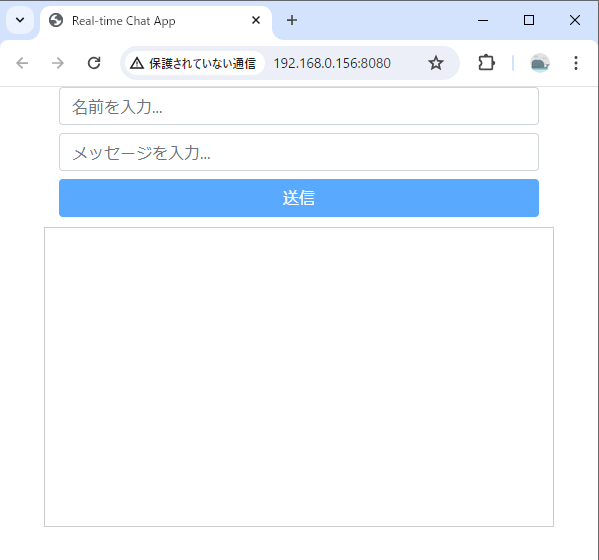 Real-time Chat App
保護されていない通信 192.168.0.156:8080
名前を入力...
メッセージを入力...
送信